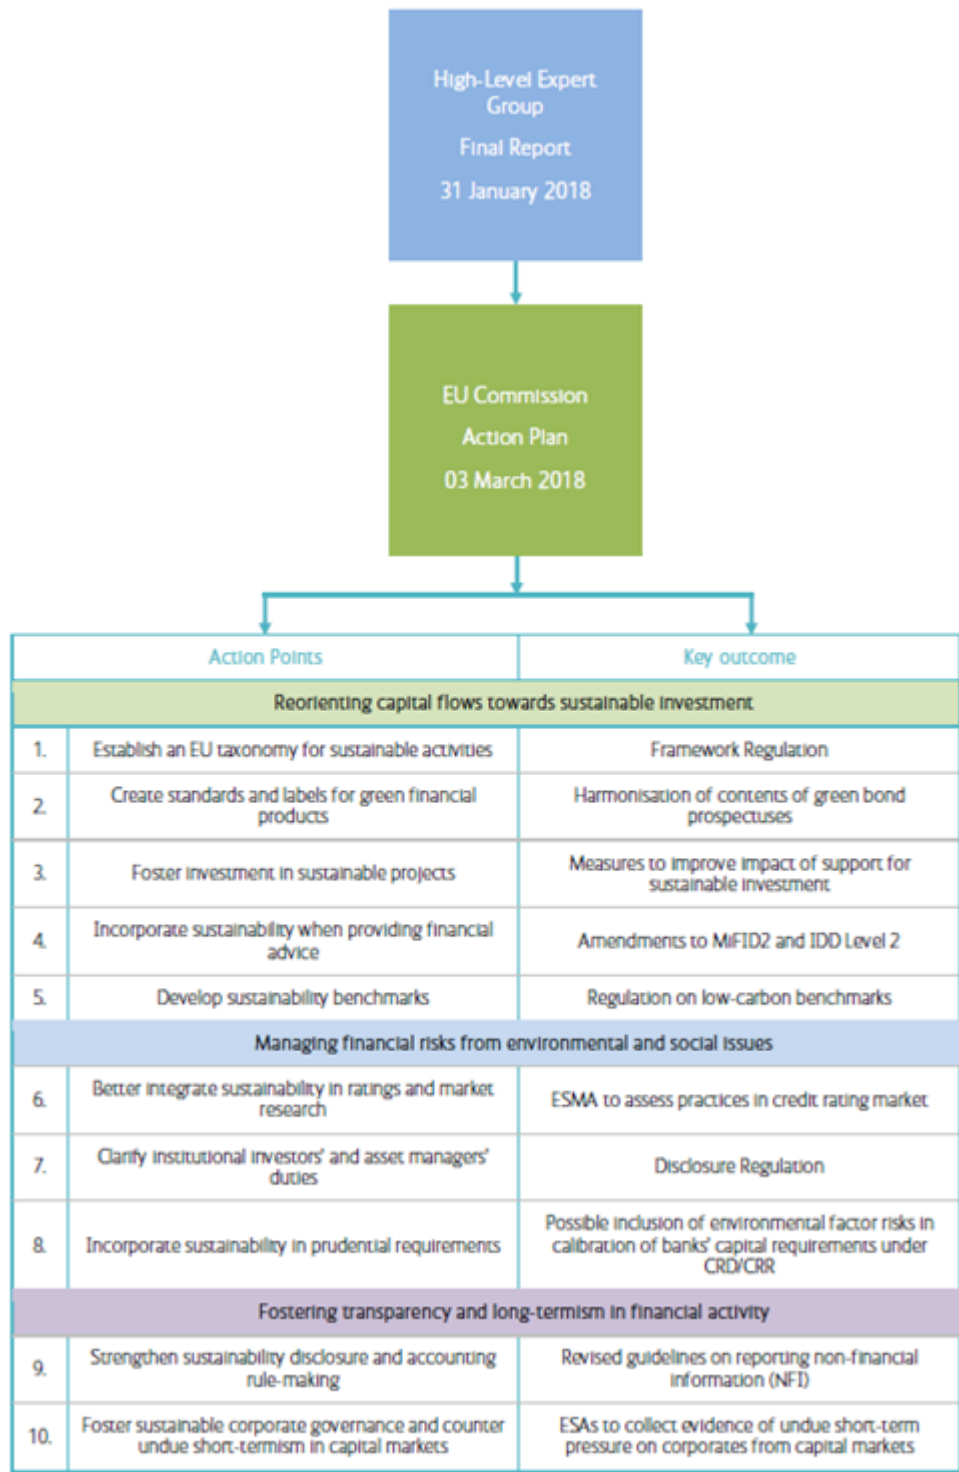 High-Level Expert
Group
Final Report
31 January 2018
EU Commission
Action Plan
03 March 2018
Action Points
Key outcome
Reorienting capital flows towards sustainable investment
1.
Establish an EU taxonomy for sustainable activities
Framework Regulation
2.
Create standards and labels for green financial
products
Harmonisation of contents of green bond
prospectuses
3.
Foster investment in sustainable projects
Measures to improve impact of support for
sustainable investment
4.
Incorporate sustainability when providing financial
advice
Amendments to MiFID2 and IDD Level 2
5.
Develop sustainability benchmarks
Regulation on low-carbon benchmarks
Managing financial risks from environmental and social issues
6.
Better integrate sustainability in ratings and market
research
ESMA to assess practices in credit rating market
7.
Clarify institutional investors' and asset managers'
duties
Disclosure Regulation
8.
Incorporate sustainability in prudential requirements
Possible inclusion of environmental factor risks in
calibration of banks' capital requirements under
CRD/CRR
Fostering transparency and long-termism in financial activity
9.
Strengthen sustainability disclosure and accounting
rule-making
Revised guidelines on reporting non-financial
information (NFI)
10.
Foster sustainable corporate governance and counter
undue short-termism in capital markets
ESAs to collect evidence of undue short-term
pressure on corporates from capital markets